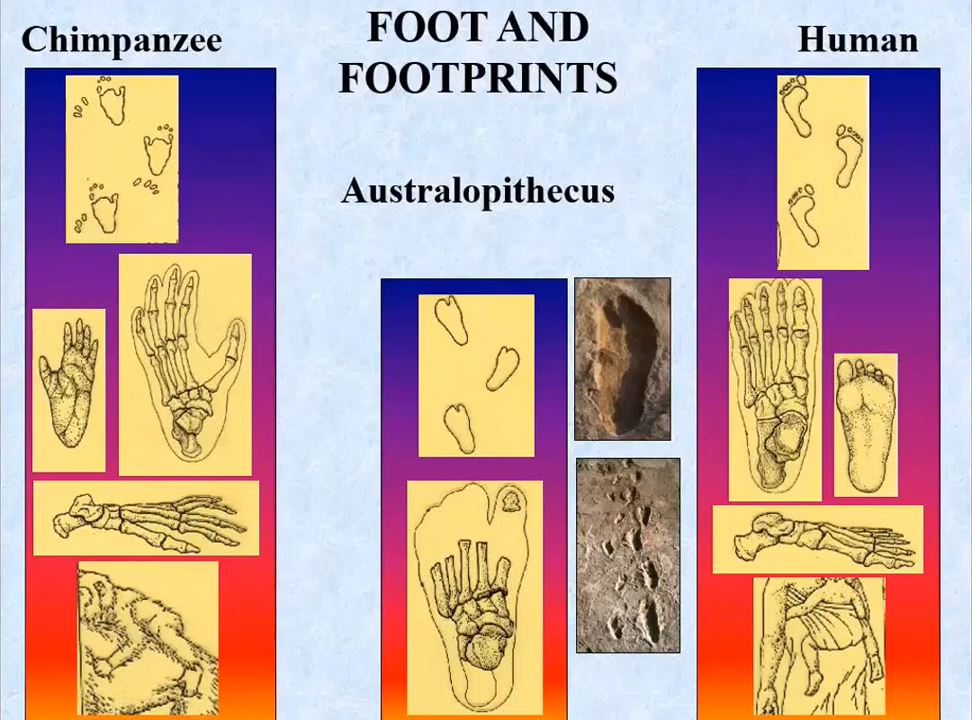 Chimpanzee
FOOT AND
FOOTPRINTS
Human
Australopithecus